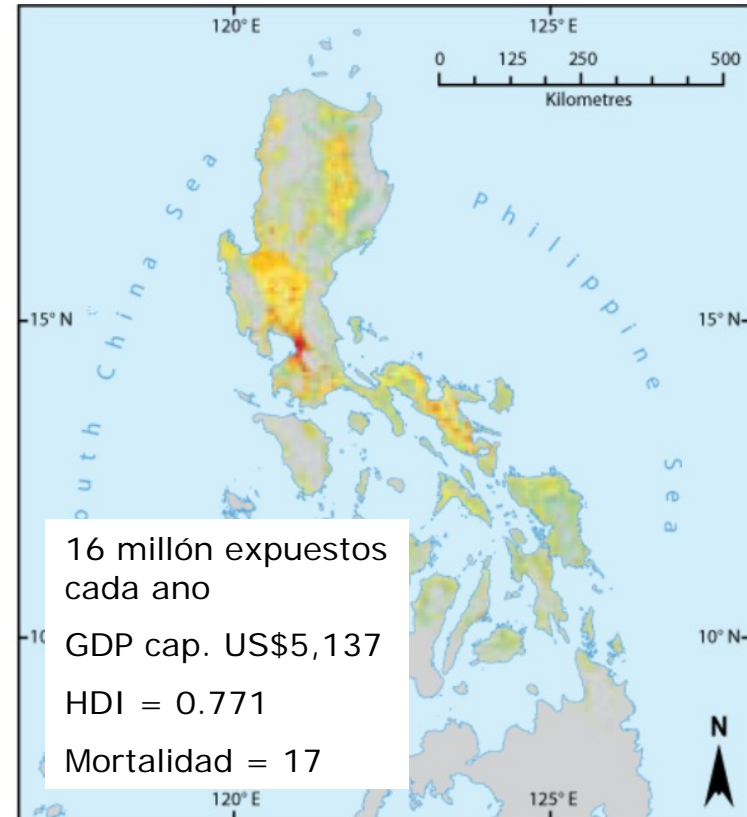 120° E 125° E
0 125 250 500
Kilometres
South China Sea
Philippine Sea
15° N 15° N
16 millón expuestos
cada ano
GDP cap. US$5,137
HDI = 0.771
Mortalidad = 17
10° N
N
120° E 125° E